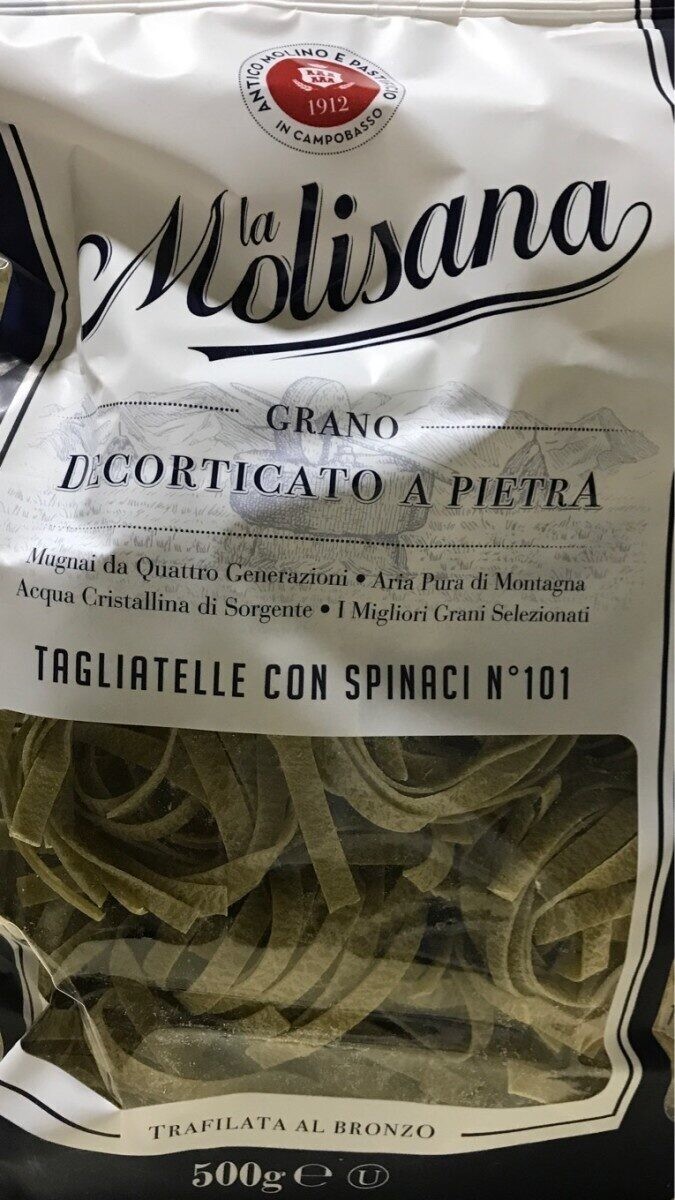 ANTICO MOLINO E PASTIFICIO
1912
IN CAMPOBASSO
la
Molisana
GRANO
DECORTICATO A PIETRA
Mugnai da Quattro Generazioni • Aria Pura di Montagna
Acqua Cristallina di Sorgente • I Migliori Grani Selezionati
TAGLIATELLE CON SPINACI N°101
TRAFILATA AL BRONZO
500g ℮ Ⓤ